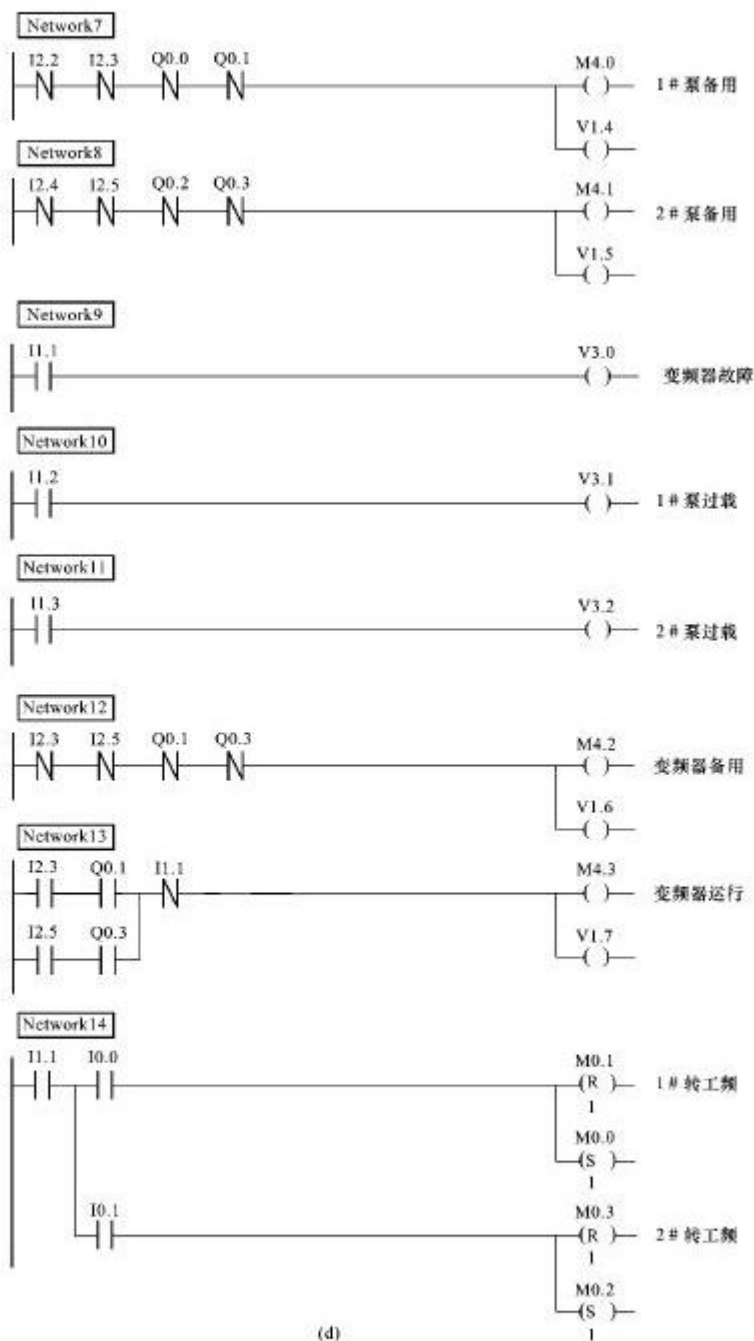 Network7
I2.2 I2.3 Q0.0 Q0.1 M4.0
( ) 1#泵备用
V1.4
( )
Network8
I2.4 I2.5 Q0.2 Q0.3 M4.1
( ) 2#泵备用
V1.5
( )
Network9
I1.1 V3.0
( ) 变频器故障
Network10
I1.2 V3.1
( ) 1#泵过载
Network11
I1.3 V3.2
( ) 2#泵过载
Network12
I2.3 I2.5 Q0.1 Q0.3 M4.2
( ) 变频器备用
V1.6
( )
Network13
I2.3 Q0.1 I1.1 M4.3
( ) 变频器运行
I2.5 Q0.3 V1.7
( )
Network14
I1.1 I0.0 M0.1
(R ) 1#转工频
1
M0.0
(S )
1
I0.1 M0.3
(R ) 2#转工频
1
M0.2
(S )
(d) 1